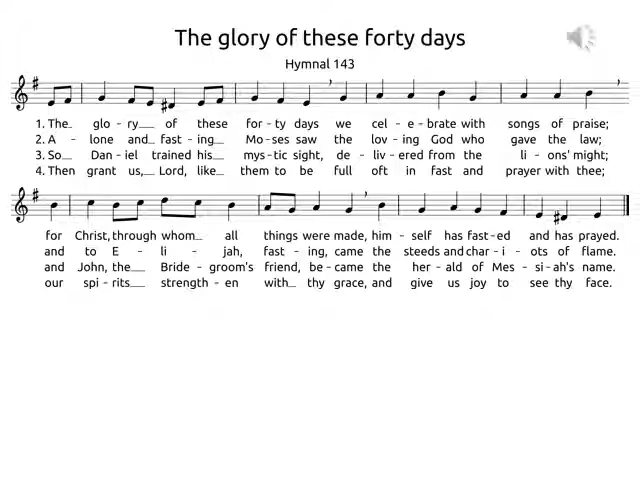 The glory of these forty days
Hymnal 143
1. The glo - ry of these for - ty days we cel - e - brate with songs of praise;
2. A - lone and fast - ing Mo - ses saw the lov - ing God who gave the law;
3. So Dan - iel trained his mys - tic sight, de - liv - ered from the li - ons' might;
4. Then grant us, Lord, like them to be full oft in fast and prayer with thee;
for Christ, through whom all things were made, him - self has fast - ed and has prayed.
and to E - li - jah, fast - ing, came the steeds and char - i - ots of flame.
and John, the Bride - groom's friend, be - came the her - ald of Mes - si - ah's name.
our spi - rits strength - en with thy grace, and give us joy to see thy face.